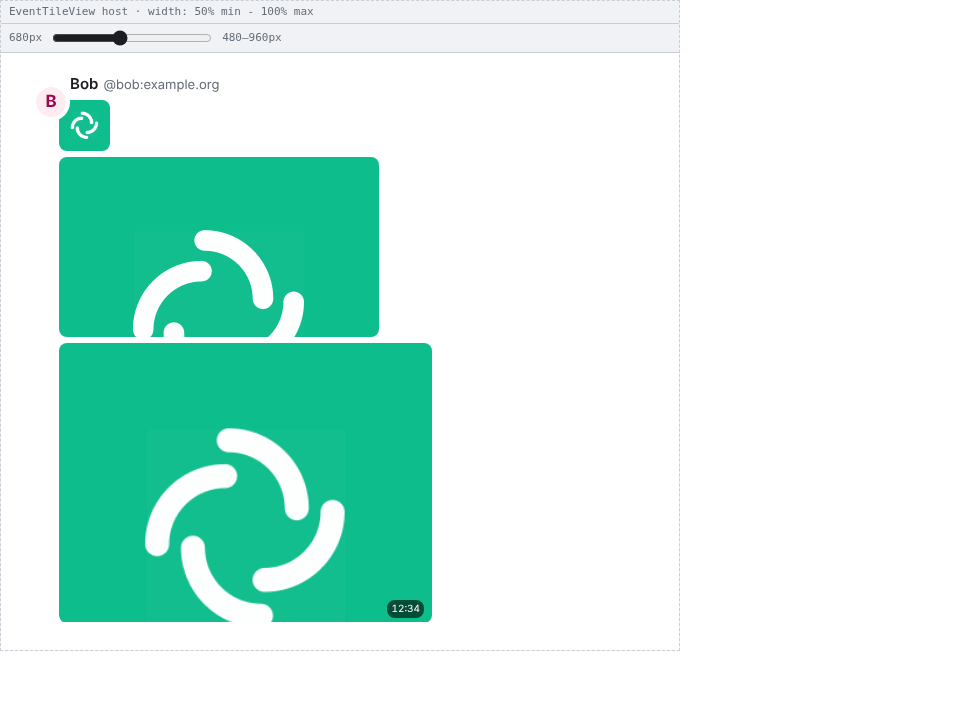 EventTileView host · width: 50% min - 100% max
680px 480–960px
Bob @bob:example.org
B
12:34